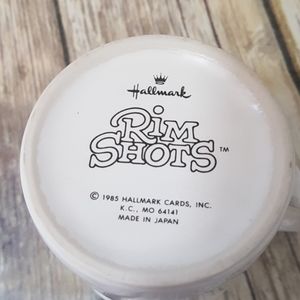 Hallmark
RIM
SHOTS™
© 1985 HALLMARK CARDS, INC.
K.C., MO 64141
MADE IN JAPAN